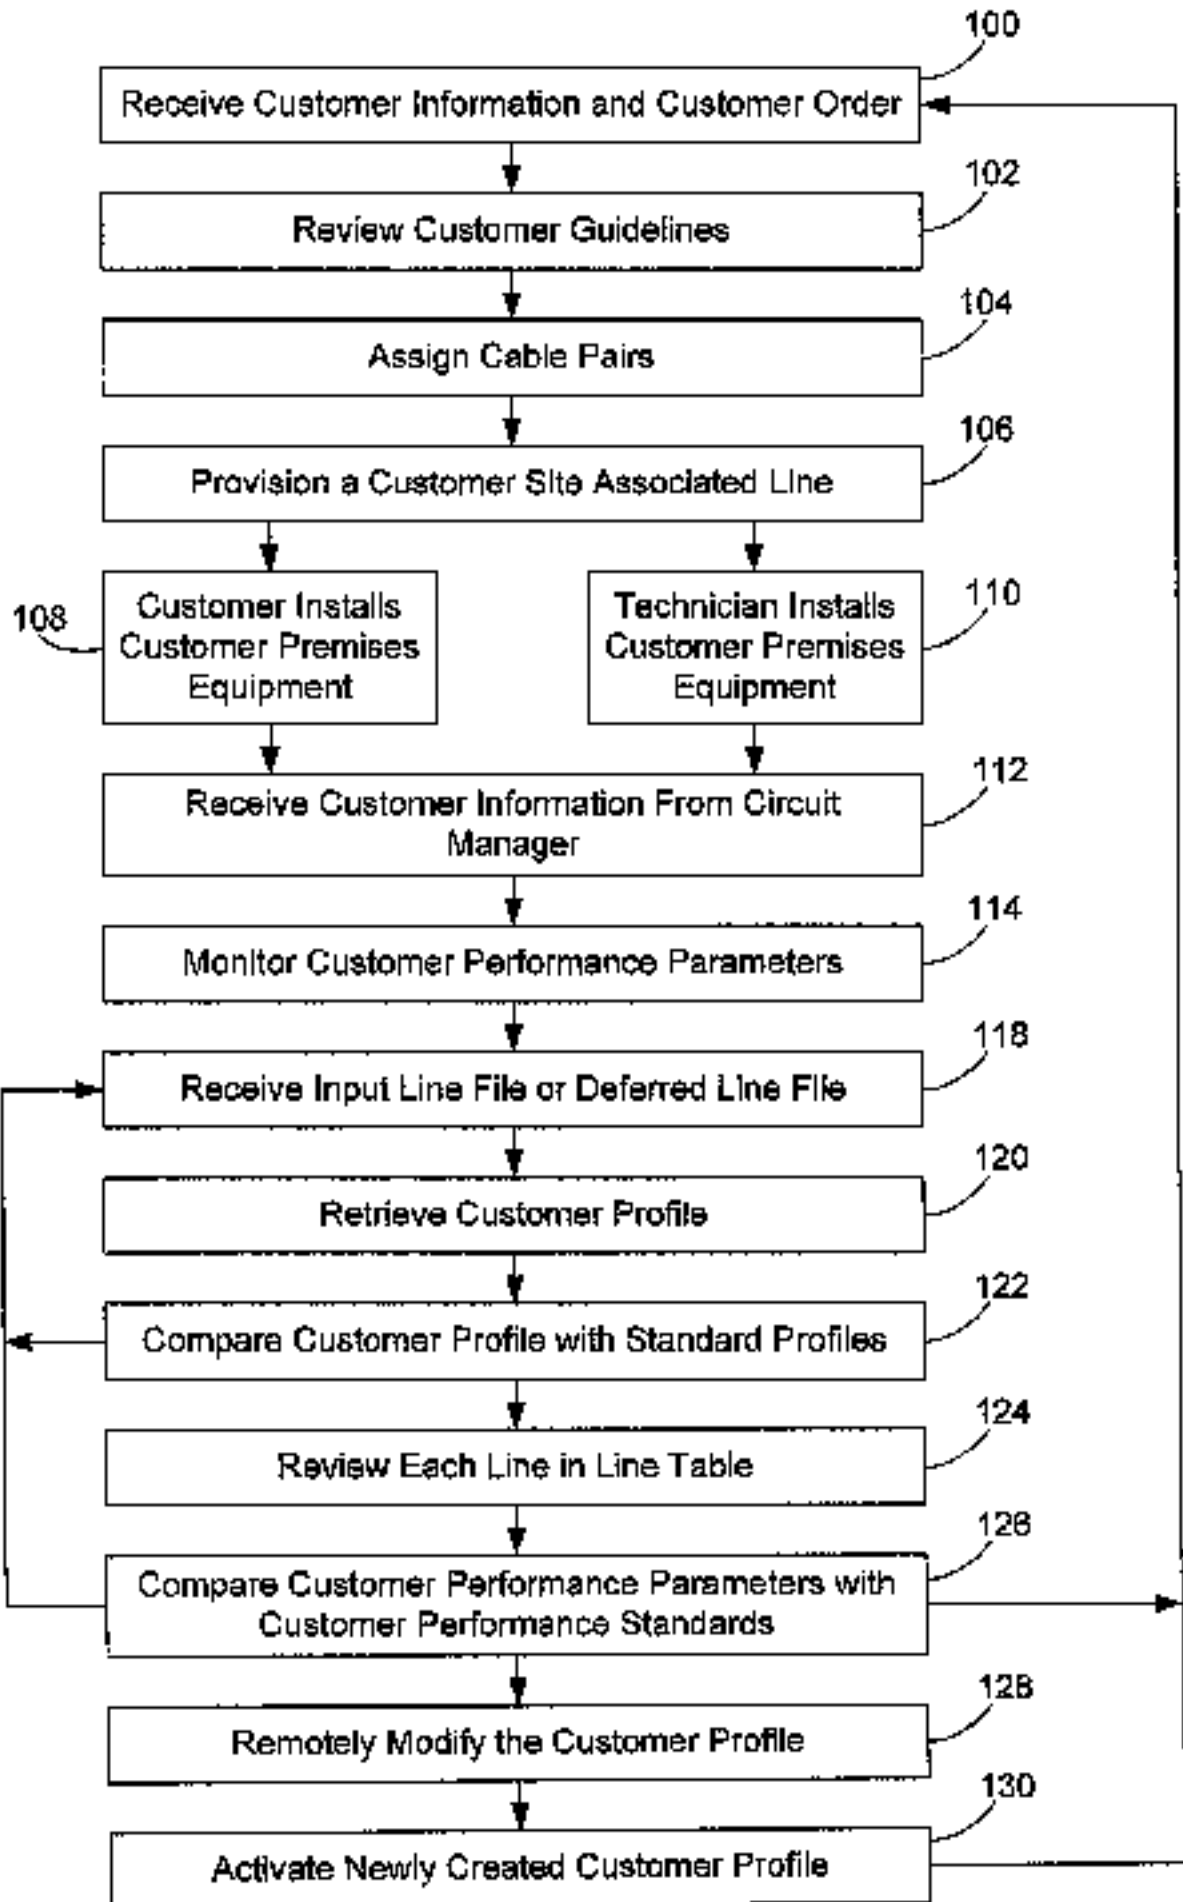 100
Receive Customer Information and Customer Order
102
Review Customer Guidelines
104
Assign Cable Pairs
106
Provision a Customer Site Associated Line
108
Customer Installs
Customer Premises
Equipment
Technician Installs
Customer Premises
Equipment
110
112
Receive Customer Information From Circuit
Manager
114
Monitor Customer Performance Parameters
118
Receive Input Line File or Deferred Line File
120
Retrieve Customer Profile
122
Compare Customer Profile with Standard Profiles
124
Review Each Line in Line Table
126
Compare Customer Performance Parameters with
Customer Performance Standards
128
Remotely Modify the Customer Profile
130
Activate Newly Created Customer Profile